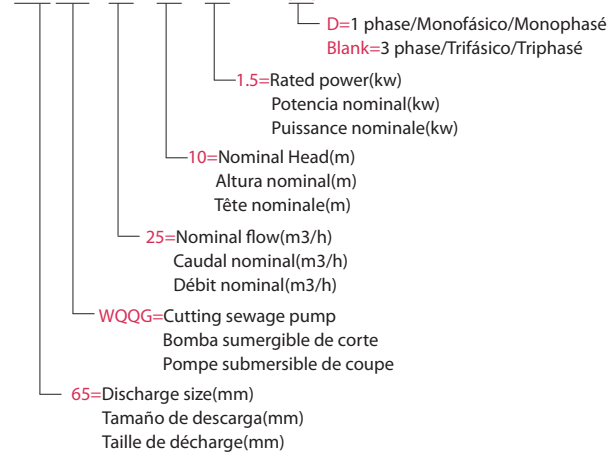 D=1 phase/Monofásico/Monophasé
Blank=3 phase/Trifásico/Triphasé
1.5=Rated power(kw)
Potencia nominal(kw)
Puissance nominale(kw)
10=Nominal Head(m)
Altura nominal(m)
Tête nominale(m)
25=Nominal flow(m3/h)
Caudal nominal(m3/h)
Débit nominal(m3/h)
WQQG=Cutting sewage pump
Bomba sumergible de corte
Pompe submersible de coupe
65=Discharge size(mm)
Tamaño de descarga(mm)
Taille de décharge(mm)